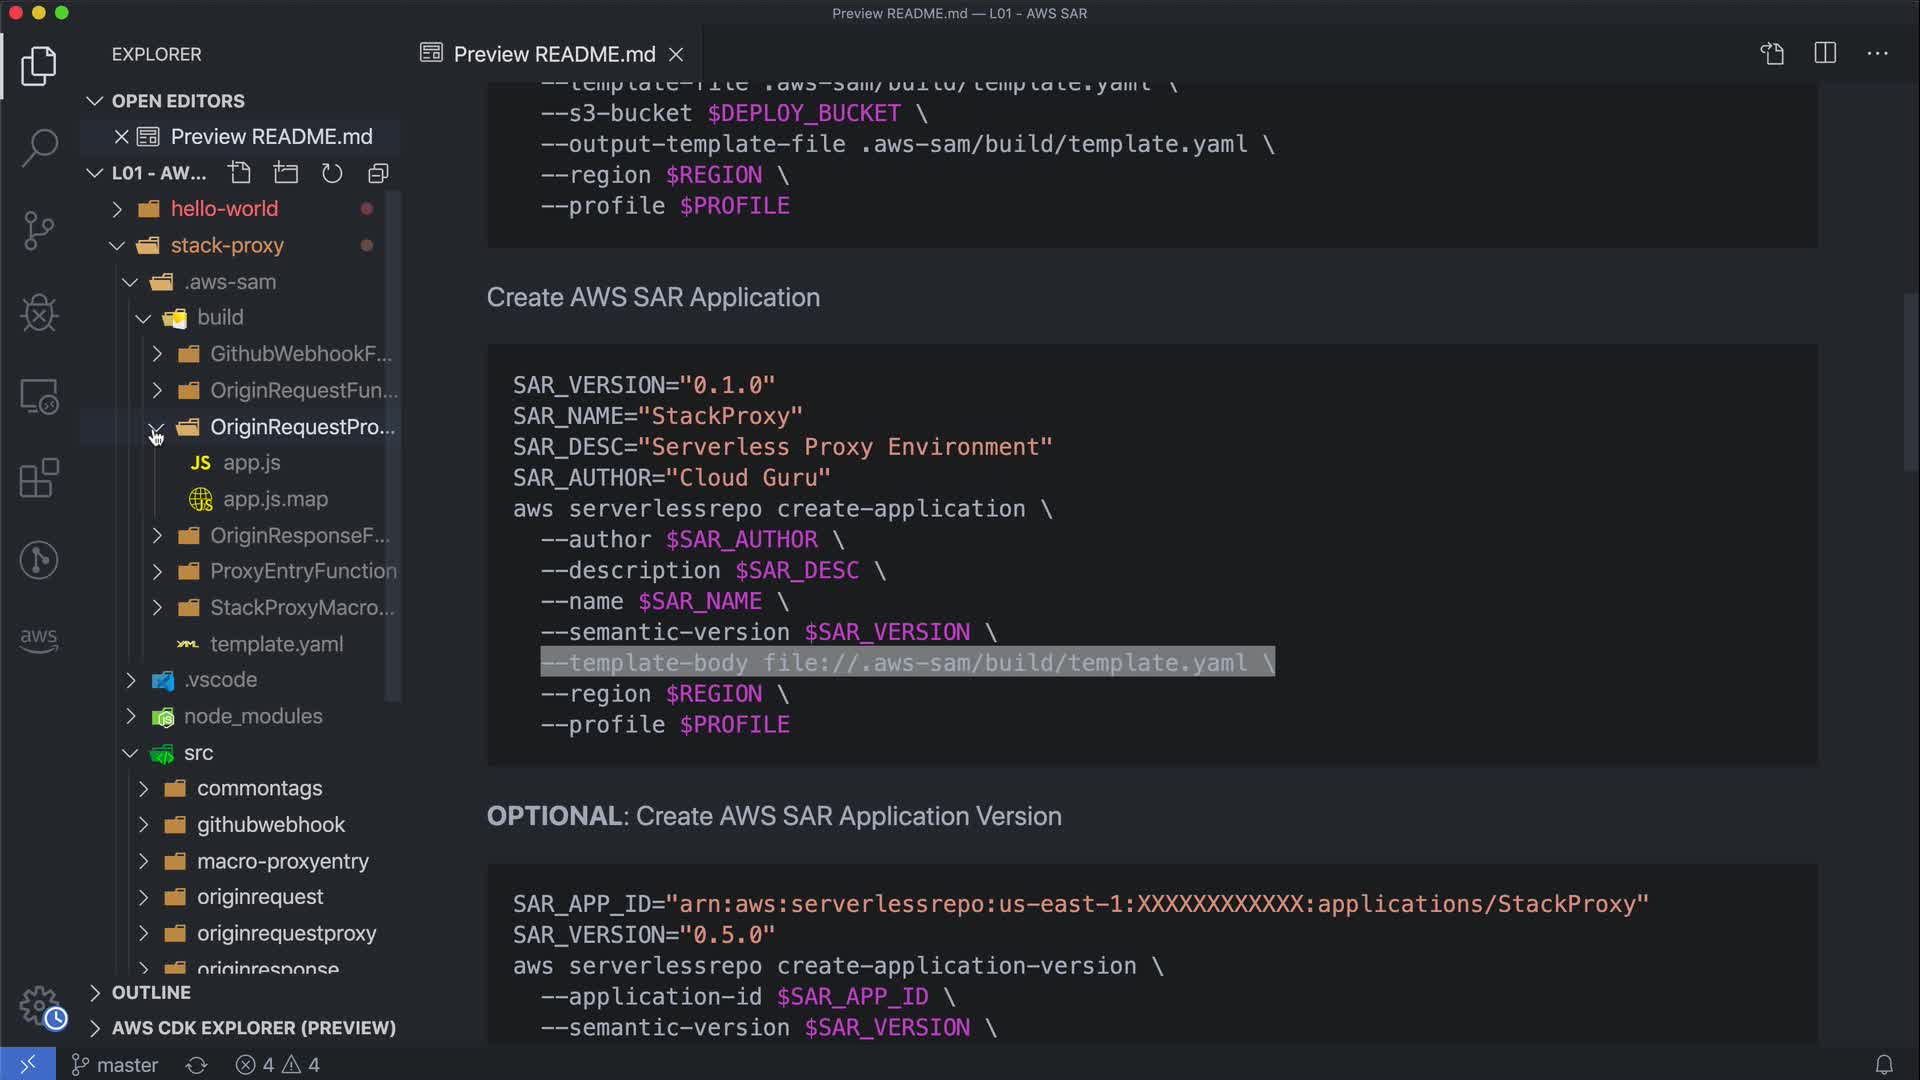 Preview README.md — L01 - AWS SAR
EXPLORER
Preview README.md
OPEN EDITORS
Preview README.md
L01 - AW...
hello-world
stack-proxy
.aws-sam
build
GithubWebhookF...
OriginRequestFun...
OriginRequestPro...
JS app.js
JS app.js.map
OriginResponseF...
ProxyEntryFunction
StackProxyMacro...
YAML template.yaml
.vscode
JS node_modules
src
commontags
githubwebhook
macro-proxyentry
originrequest
originrequestproxy
originresponse
OUTLINE
AWS CDK EXPLORER (PREVIEW)
aws
--template-file .aws-sam/build/template.yaml \
--s3-bucket $DEPLOY_BUCKET \
--output-template-file .aws-sam/build/template.yaml \
--region $REGION \
--profile $PROFILE
Create AWS SAR Application
SAR_VERSION="0.1.0"
SAR_NAME="StackProxy"
SAR_DESC="Serverless Proxy Environment"
SAR_AUTHOR="Cloud Guru"
aws serverlessrepo create-application \
--author $SAR_AUTHOR \
--description $SAR_DESC \
--name $SAR_NAME \
--semantic-version $SAR_VERSION \
--template-body file://.aws-sam/build/template.yaml \
--region $REGION \
--profile $PROFILE
OPTIONAL: Create AWS SAR Application Version
SAR_APP_ID="arn:aws:serverlessrepo:us-east-1:XXXXXXXXXXXX:applications/StackProxy"
SAR_VERSION="0.5.0"
aws serverlessrepo create-application-version \
--application-id $SAR_APP_ID \
--semantic-version $SAR_VERSION \
master 4 4